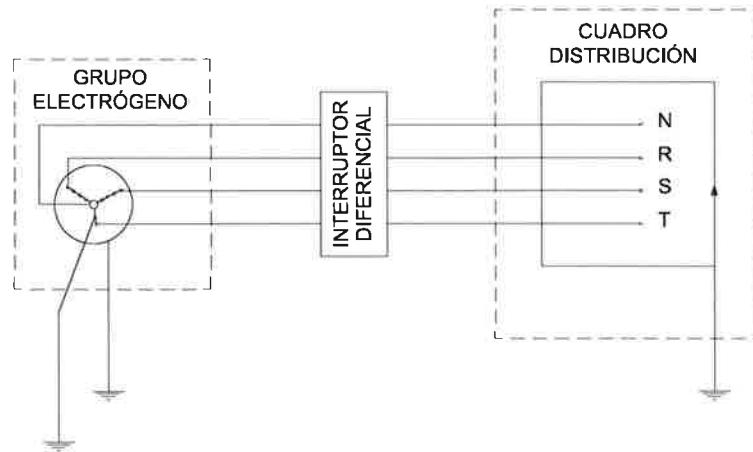 GRUPO
ELECTRÓGENO
INTERRUPTOR
DIFERENCIAL
CUADRO
DISTRIBUCIÓN
N
R
S
T